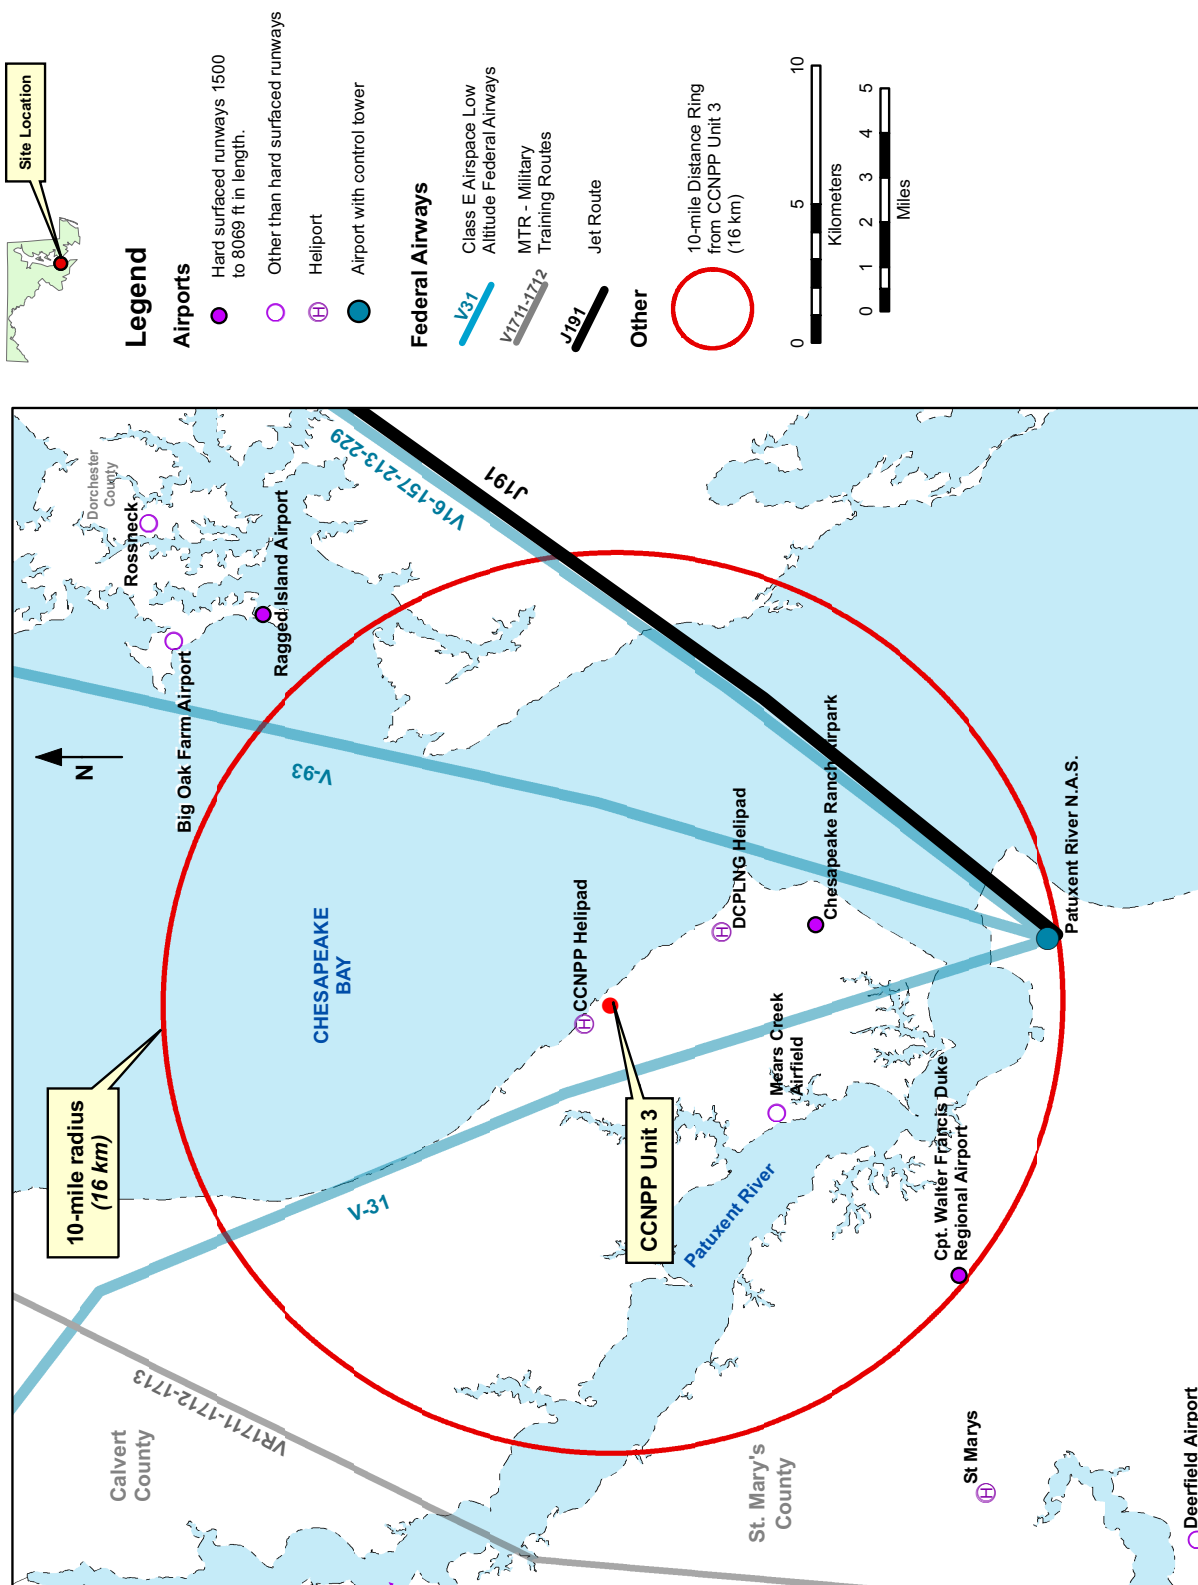 Site Location
Legend
Airports
Hard surfaced runways 1500
to 8069 ft in length.
Other than hard surfaced runways
H
Heliport
Airport with control tower
Federal Airways
V31
Class E Airspace Low
Altitude Federal Airways
V1711-1712
MTR - Military
Training Routes
J191
Jet Route
Other
10-mile Distance Ring
from CCNPP Unit 3
(16 km)
0
5
10
Kilometers
0
1
2
3
4
5
Miles
10-mile radius
(16 km)
N
Dorchester
County
Rossneck
Big Oak Farm Airport
Ragged Island Airport
V16-157-213-229
J191
V-93
CHESAPEAKE
BAY
V-31
VR1711-1712-1713
Calvert
County
H
CCNPP Helipad
CCNPP Unit 3
H
DCPLNG Helipad
Chesapeake Ranch Airpark
Mears Creek
Airfield
Patuxent River
Cpt. Walter Francis Duke
Regional Airport
Patuxent River N.A.S.
St. Mary's
County
H
St Marys
Deerfield Airport